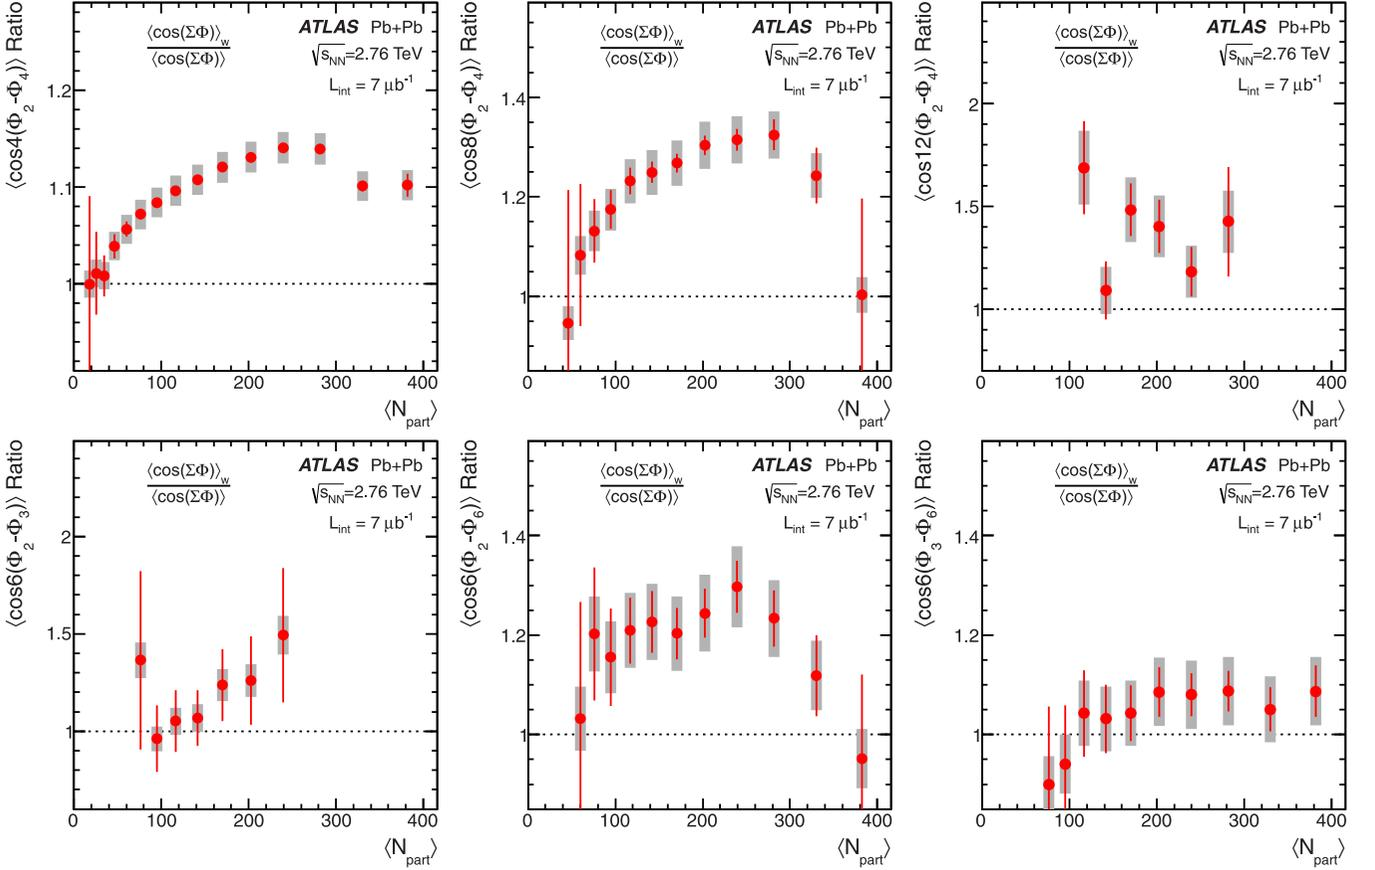 ⟨cos4(Φ2-Φ4)⟩ Ratio
⟨cos(ΣΦ)⟩w
⟨cos(ΣΦ)⟩
ATLAS Pb+Pb
√sNN=2.76 TeV
Lint = 7 μb-1
1.2
1.1
1
0 100 200 300 400
⟨Npart⟩
⟨cos8(Φ2-Φ4)⟩ Ratio
⟨cos(ΣΦ)⟩w
⟨cos(ΣΦ)⟩
ATLAS Pb+Pb
√sNN=2.76 TeV
Lint = 7 μb-1
1.4
1.2
1
0 100 200 300 400
⟨Npart⟩
⟨cos12(Φ2-Φ4)⟩ Ratio
⟨cos(ΣΦ)⟩w
⟨cos(ΣΦ)⟩
ATLAS Pb+Pb
√sNN=2.76 TeV
Lint = 7 μb-1
2
1.5
1
0 100 200 300 400
⟨Npart⟩
⟨cos6(Φ2-Φ3)⟩ Ratio
⟨cos(ΣΦ)⟩w
⟨cos(ΣΦ)⟩
ATLAS Pb+Pb
√sNN=2.76 TeV
Lint = 7 μb-1
2
1.5
1
0 100 200 300 400
⟨Npart⟩
⟨cos6(Φ2-Φ6)⟩ Ratio
⟨cos(ΣΦ)⟩w
⟨cos(ΣΦ)⟩
ATLAS Pb+Pb
√sNN=2.76 TeV
Lint = 7 μb-1
1.4
1.2
1
0 100 200 300 400
⟨Npart⟩
⟨cos6(Φ3-Φ6)⟩ Ratio
⟨cos(ΣΦ)⟩w
⟨cos(ΣΦ)⟩
ATLAS Pb+Pb
√sNN=2.76 TeV
Lint = 7 μb-1
1.4
1.2
1
0 100 200 300 400
⟨Npart⟩